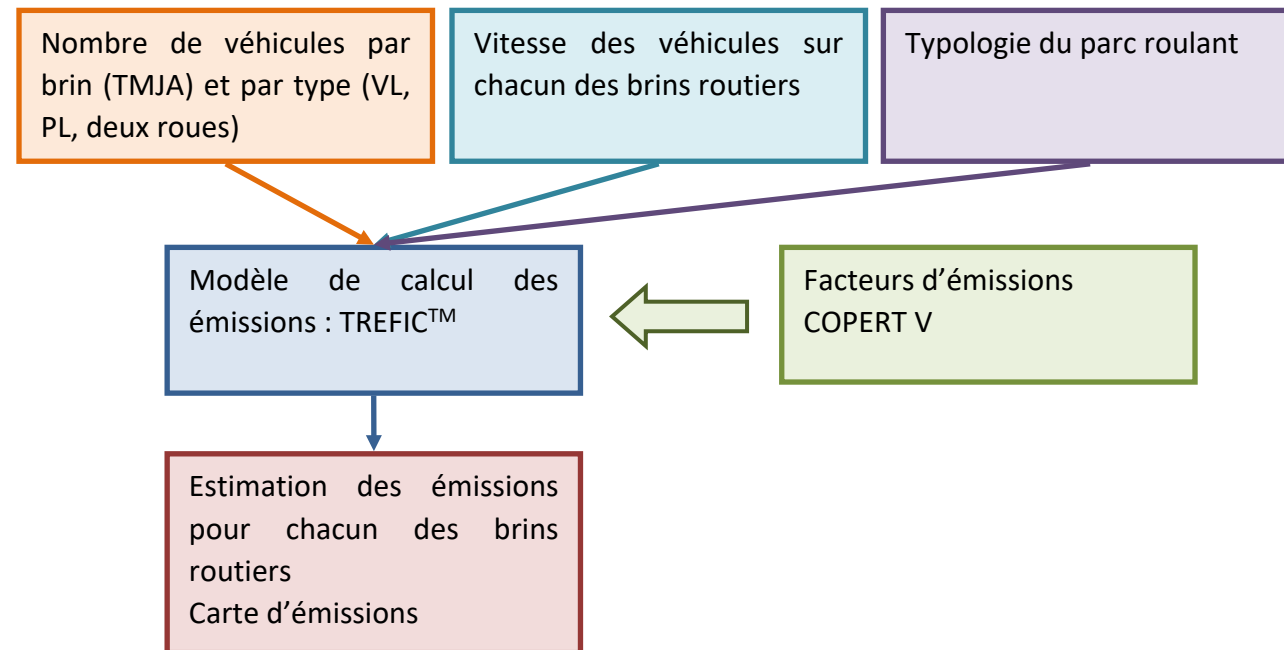 Nombre de véhicules par
brin (TMJA) et par type (VL,
PL, deux roues)
Vitesse des véhicules sur
chacun des brins routiers
Typologie du parc roulant
Modèle de calcul des
émissions : TREFIC™
Facteurs d’émissions
COPERT V
Estimation des émissions
pour chacun des brins
routiers
Carte d’émissions